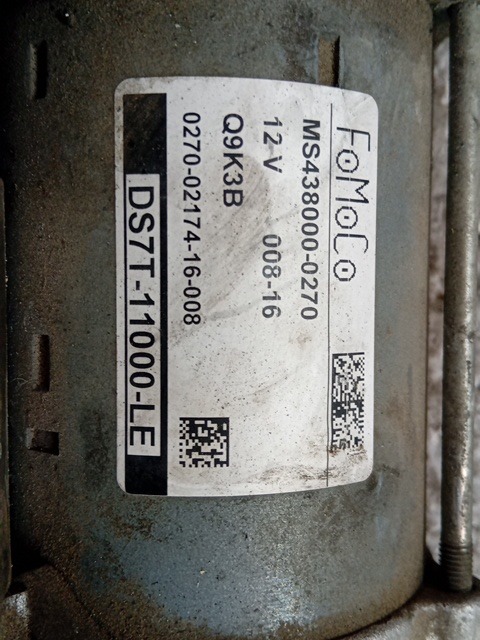 FoMoCo
MS438000-0270
12-V 008-16
Q9K3B
0270-02174-16-008
DS7T-11000-LE